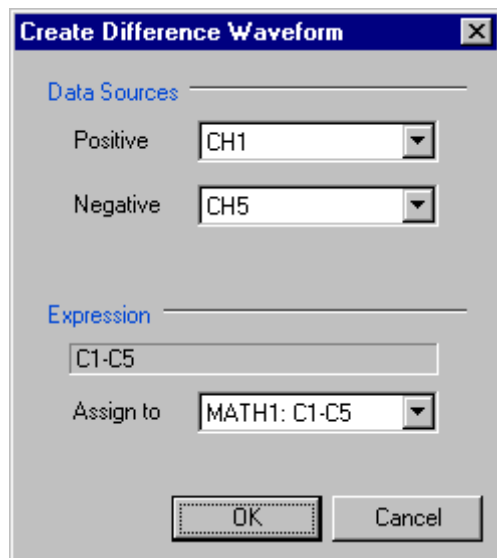 Create Difference Waveform
Data Sources
Positive CH1
Negative CH5
Expression
C1-C5
Assign to MATH1: C1-C5
OK Cancel